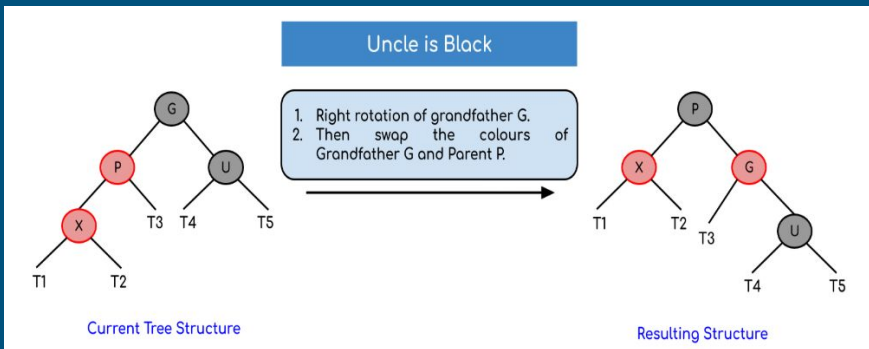 Uncle is Black
1. Right rotation of grandfather G.
2. Then swap the colours of
Grandfather G and Parent P.
G
P
U
X
T3
T4
T5
T1
T2
Current Tree Structure
P
X
G
T1
T2
T3
U
T4
T5
Resulting Structure